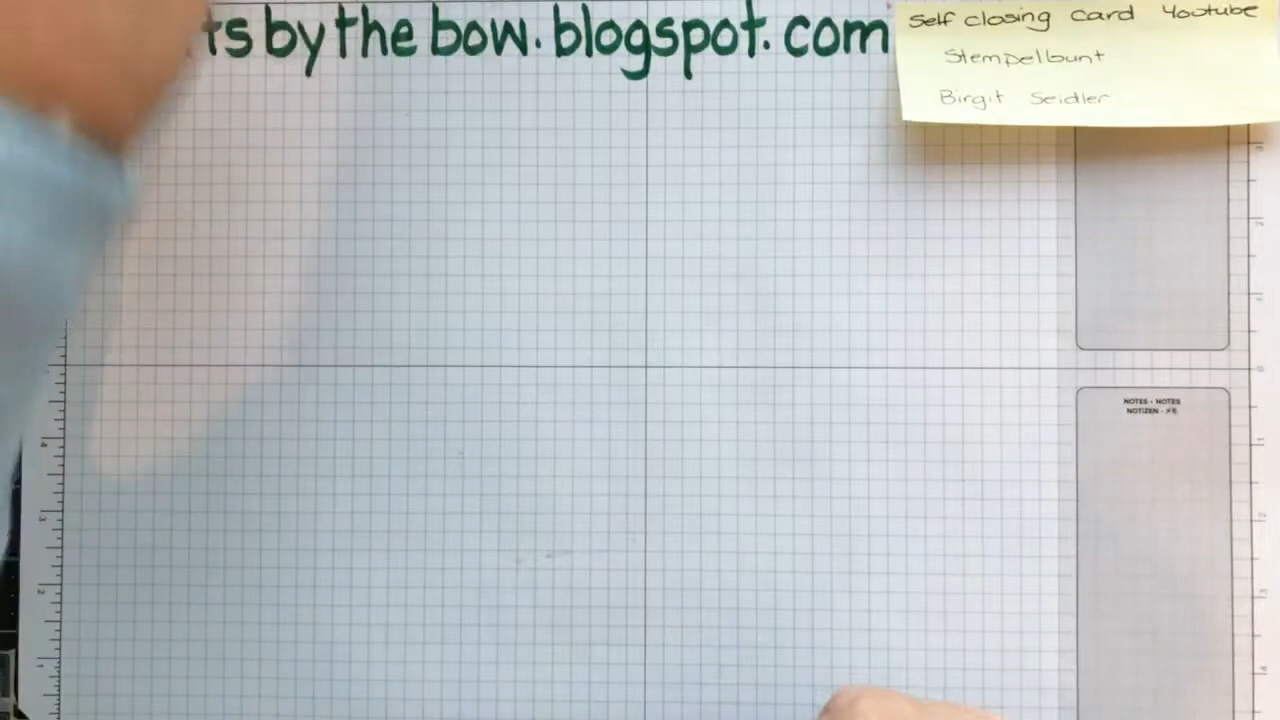 ts by the bow. blogspot. com
Self closing card Youtube
Stempelbunt
Birgit Seidler
NOTES - NOTES
NOTIZEN -